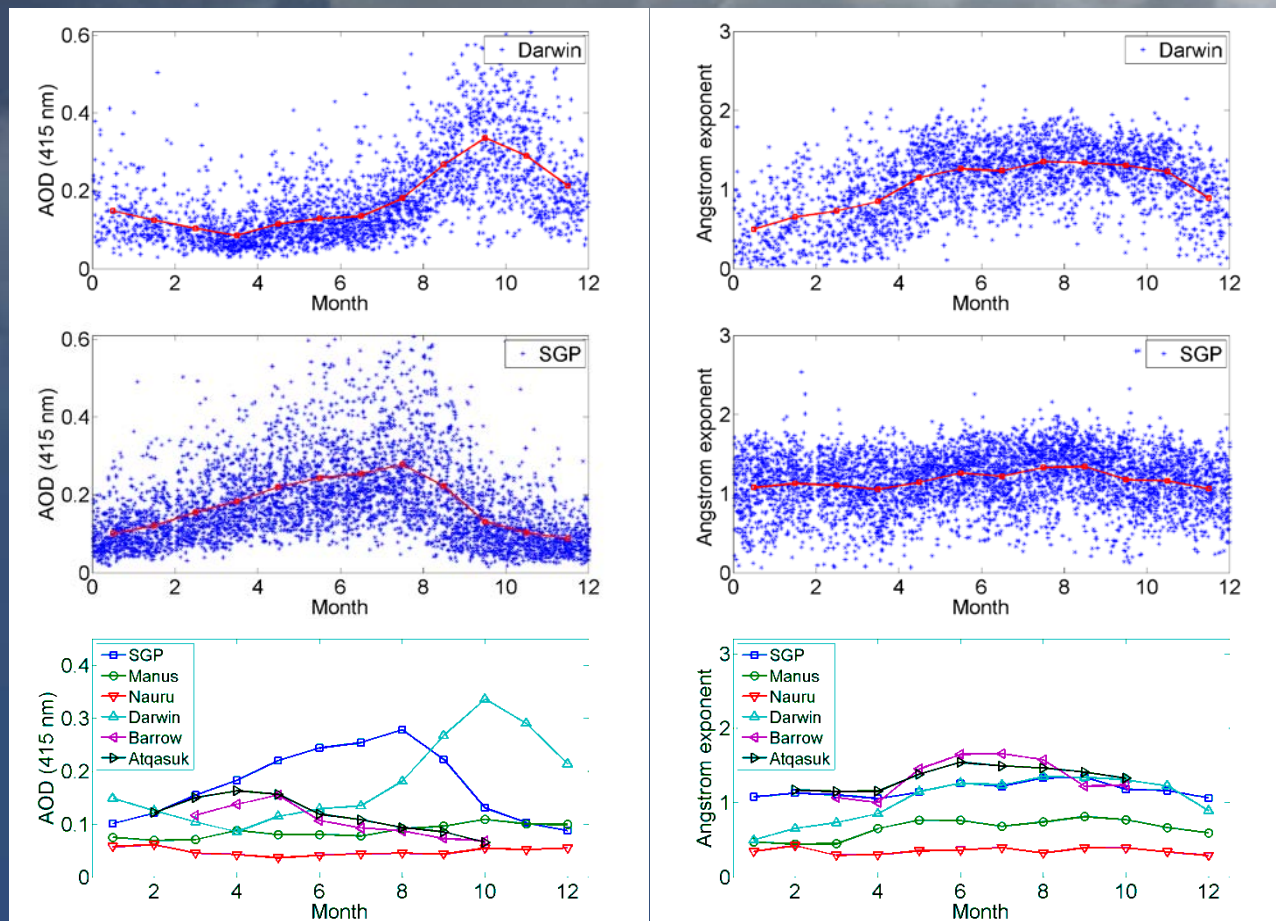 0.6
0.4
0.2
0
AOD (415 nm)
Darwin
0 2 4 6 8 10 12
Month
3
2
1
0
Angstrom exponent
Darwin
0 2 4 6 8 10 12
Month
0.6
0.4
0.2
0
AOD (415 nm)
SGP
0 2 4 6 8 10 12
Month
3
2
1
0
Angstrom exponent
SGP
0 2 4 6 8 10 12
Month
0.4
0.3
0.2
0.1
0
AOD (415 nm)
SGP
Manus
Nauru
Darwin
Barrow
Atqasuk
2 4 6 8 10 12
Month
3
2
1
0
Angstrom exponent
SGP
Manus
Nauru
Darwin
Barrow
Atqasuk
2 4 6 8 10 12
Month